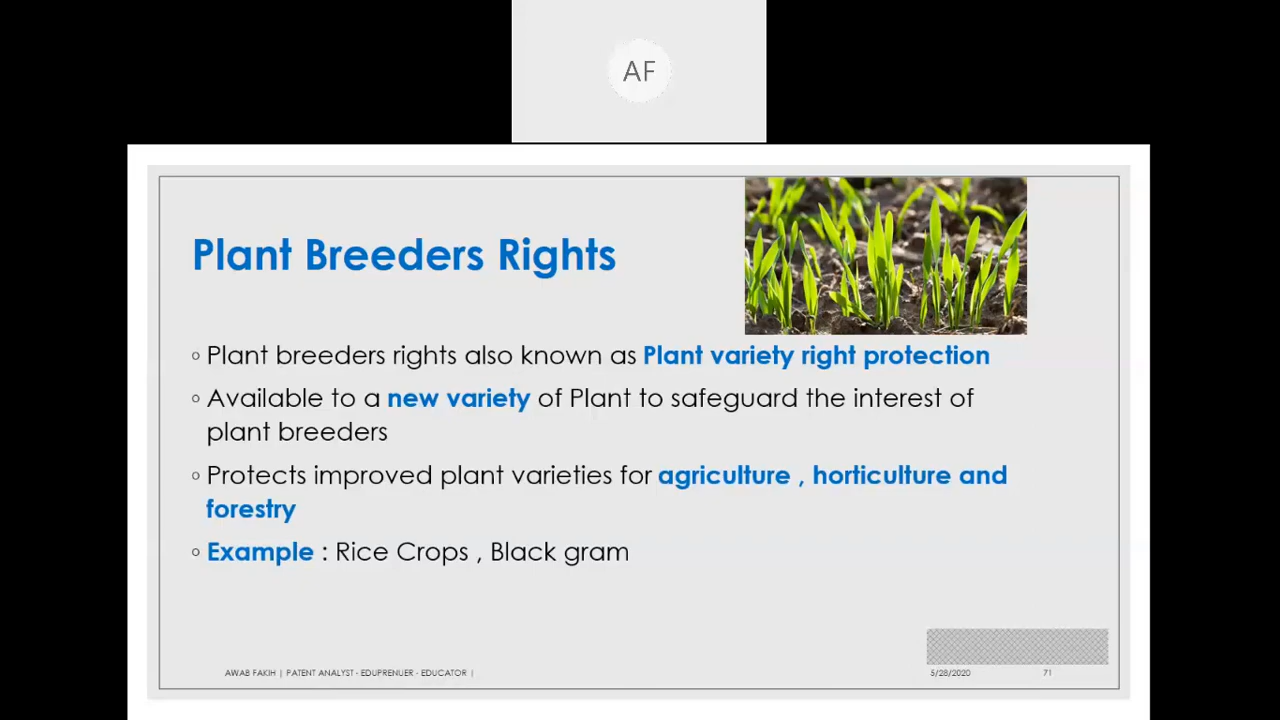 AF
Plant Breeders Rights
◦ Plant breeders rights also known as Plant variety right protection
◦ Available to a new variety of Plant to safeguard the interest of
plant breeders
◦ Protects improved plant varieties for agriculture , horticulture and
forestry
◦ Example : Rice Crops , Black gram
AWAB FAKIH | PATENT ANALYST - EDUPRENUER - EDUCATOR |
5/28/2020
71